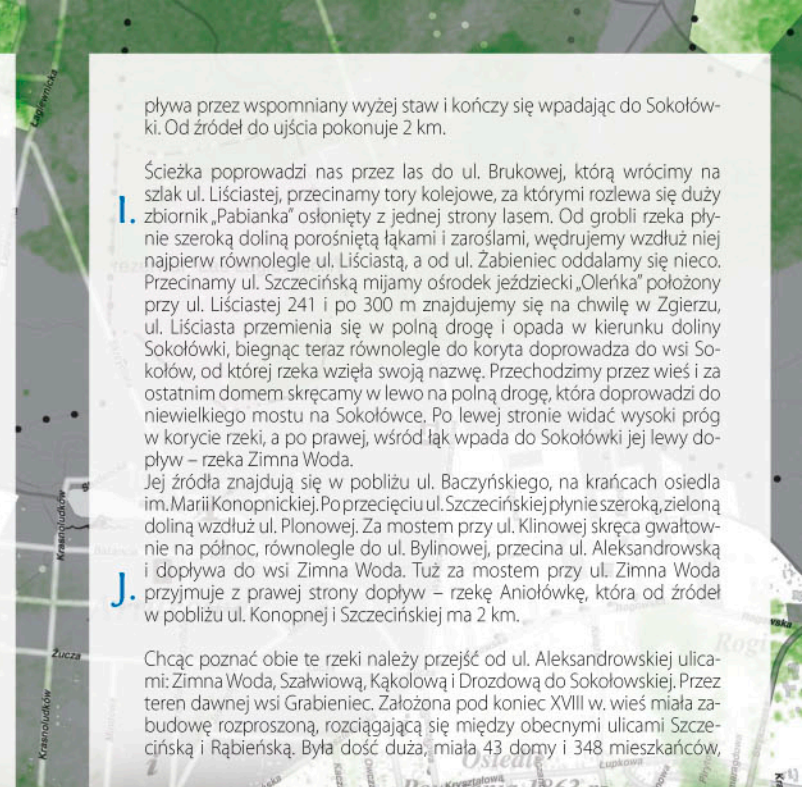 pływa przez wspomniany wyżej staw i kończy się wpadając do Sokołów-
ki. Od źródeł do ujścia pokonuje 2 km.
Ścieżka poprowadzi nas przez las do ul. Brukowej, którą wrócimy na
szlak ul. Liściastej, przecinamy tory kolejowe, za którymi rozlewa się duży
I. zbiornik „Pabianka” osłonięty z jednej strony lasem. Od grobli rzeka pły-
nie szeroką doliną porośniętą łąkami i zaroślami, wędrujemy wzdłuż niej
najpierw równolegle ul. Liściastą, a od ul. Żabieniec oddalamy się nieco.
Przecinamy ul. Szczecińską mijamy ośrodek jeździecki „Oleńka” położony
przy ul. Liściastej 241 i po 300 m znajdujemy się na chwilę w Zgierzu,
ul. Liściasta przemienia się w polną drogę i opada w kierunku doliny
Sokołówki, biegnąc teraz równolegle do koryta doprowadza do wsi So-
kołów, od której rzeka wzięła swoją nazwę. Przechodzimy przez wieś i za
ostatnim domem skręcamy w lewo na polną drogę, która doprowadzi do
niewielkiego mostu na Sokołówce. Po lewej stronie widać wysoki próg
w korycie rzeki, a po prawej, wśród łąk wpada do Sokołówki jej lewy do-
pływ – rzeka Zimna Woda.
Jej źródła znajdują się w pobliżu ul. Baczyńskiego, na krańcach osiedla
im. Marii Konopnickiej. Po przecięciu ul. Szczecińskiej płynie szeroką, zieloną
doliną wzdłuż ul. Plonowej. Za mostem przy ul. Klinowej skręca gwałtow-
nie na północ, równolegle do ul. Bylinowej, przecina ul. Aleksandrowską
i dopływa do wsi Zimna Woda. Tuż za mostem przy ul. Zimna Woda
J. przyjmuje z prawej strony dopływ – rzekę Aniołówkę, która od źródeł
w pobliżu ul. Konopnej i Szczecińskiej ma 2 km.
Chcąc poznać obie te rzeki należy przejść od ul. Aleksandrowskiej ulica-
mi: Zimna Woda, Szałwiową, Kąkolową i Drozdową do Sokołowskiej. Przez
teren dawnej wsi Grabieniec. Założona pod koniec XVIII w. wieś miała za-
budowę rozproszoną, rozciągającą się między obecnymi ulicami Szcze-
cińską i Rąbieńską. Była dość duża, miała 43 domy i 348 mieszkańców,
Łagiewnicka
Krasnoludków
Żucza
Krasnoludków
Rogi
Osiedle
Łupkowa
Kryształowa